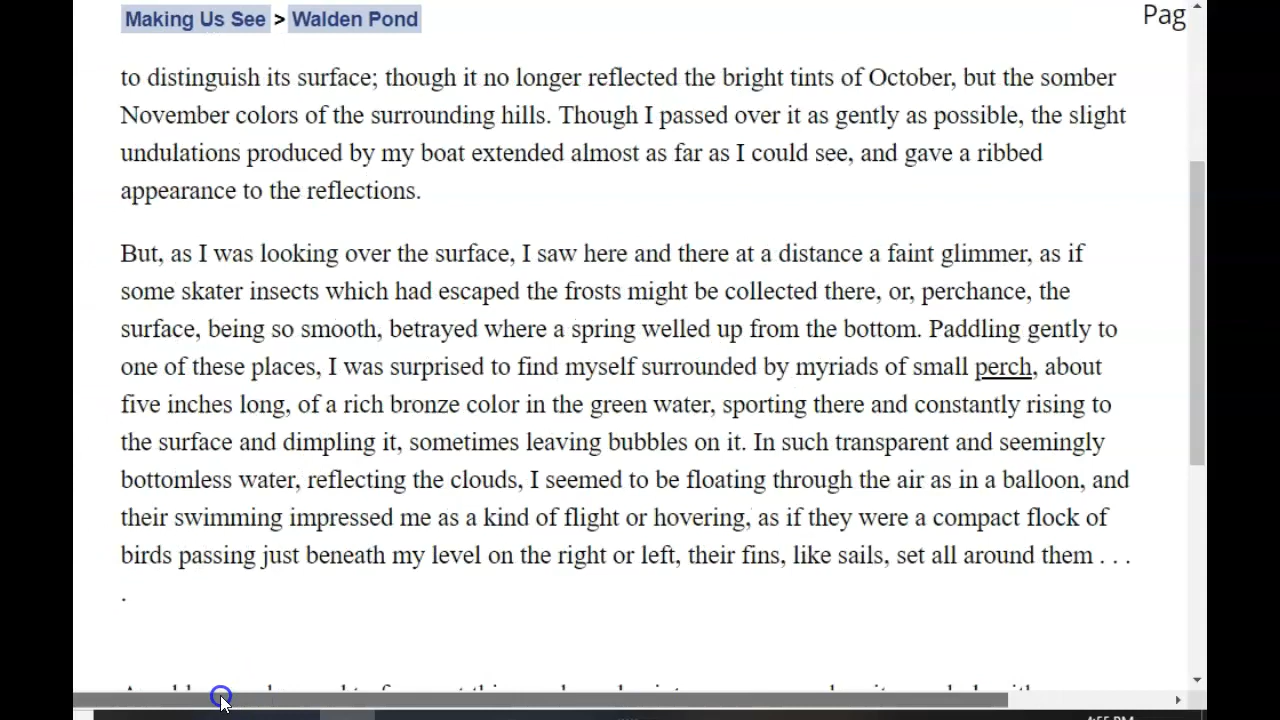 Making Us See > Walden Pond
Pag
to distinguish its surface; though it no longer reflected the bright tints of October, but the somber
November colors of the surrounding hills. Though I passed over it as gently as possible, the slight
undulations produced by my boat extended almost as far as I could see, and gave a ribbed
appearance to the reflections.
But, as I was looking over the surface, I saw here and there at a distance a faint glimmer, as if
some skater insects which had escaped the frosts might be collected there, or, perchance, the
surface, being so smooth, betrayed where a spring welled up from the bottom. Paddling gently to
one of these places, I was surprised to find myself surrounded by myriads of small perch, about
five inches long, of a rich bronze color in the green water, sporting there and constantly rising to
the surface and dimpling it, sometimes leaving bubbles on it. In such transparent and seemingly
bottomless water, reflecting the clouds, I seemed to be floating through the air as in a balloon, and
their swimming impressed me as a kind of flight or hovering, as if they were a compact flock of
birds passing just beneath my level on the right or left, their fins, like sails, set all around them . . .
.
4:55 PM